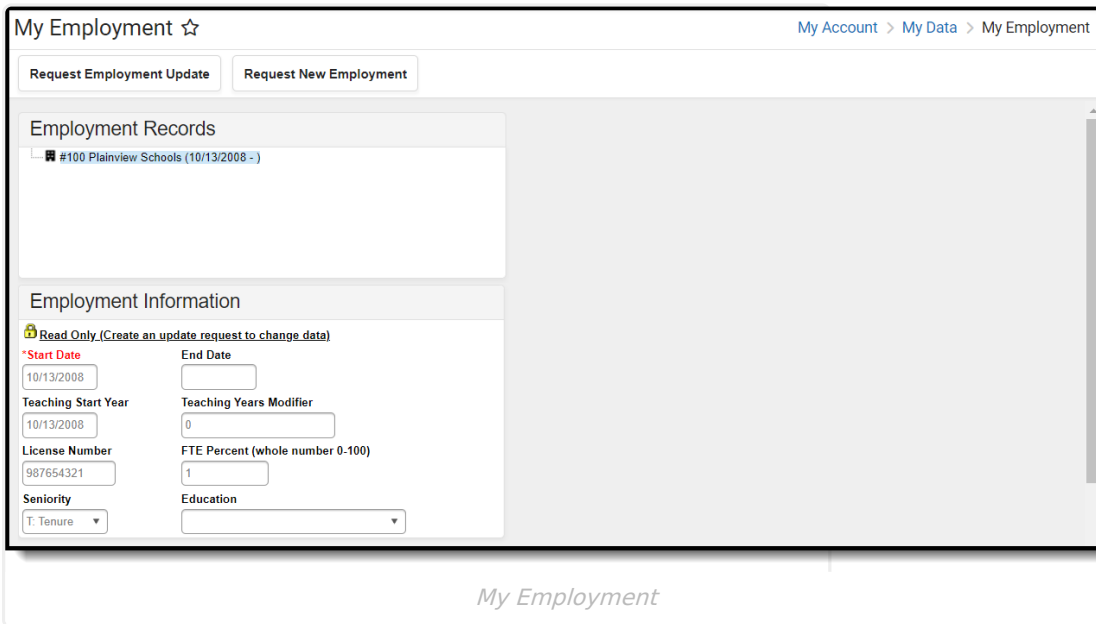 My Employment ☆ My Account > My Data > My Employment
Request Employment Update Request New Employment
Employment Records
#100 Plainview Schools (10/13/2008 - )
Employment Information
Read Only (Create an update request to change data)
*Start Date End Date
10/13/2008
Teaching Start Year Teaching Years Modifier
10/13/2008 0
License Number FTE Percent (whole number 0-100)
987654321 1
Seniority Education
T: Tenure
My Employment